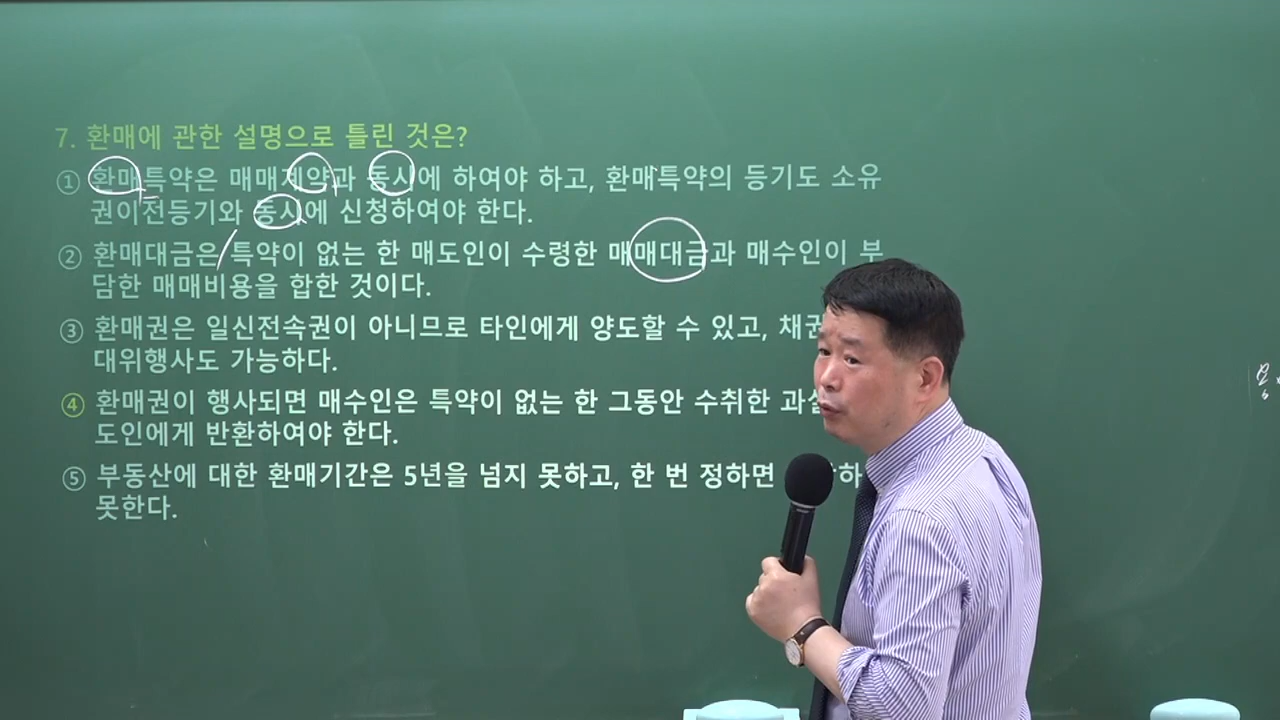 7. 환매에 관한 설명으로 틀린 것은?
① 환매특약은 매매계약과 동시에 하여야 하고, 환매특약의 등기도 소유
권이전등기와 동시에 신청하여야 한다.
② 환매대금은 특약이 없는 한 매도인이 수령한 매매대금과 매수인이 부
담한 매매비용을 합한 것이다.
③ 환매권은 일신전속권이 아니므로 타인에게 양도할 수 있고,
대위행사도 가능하다.
④ 환매권이 행사되면 매수인은 특약이 없는 한 그동안 수취한
도인에게 반환하여야 한다.
⑤ 부동산에 대한 환매기간은 5년을 넘지 못하고, 한 번 정하면
못한다.